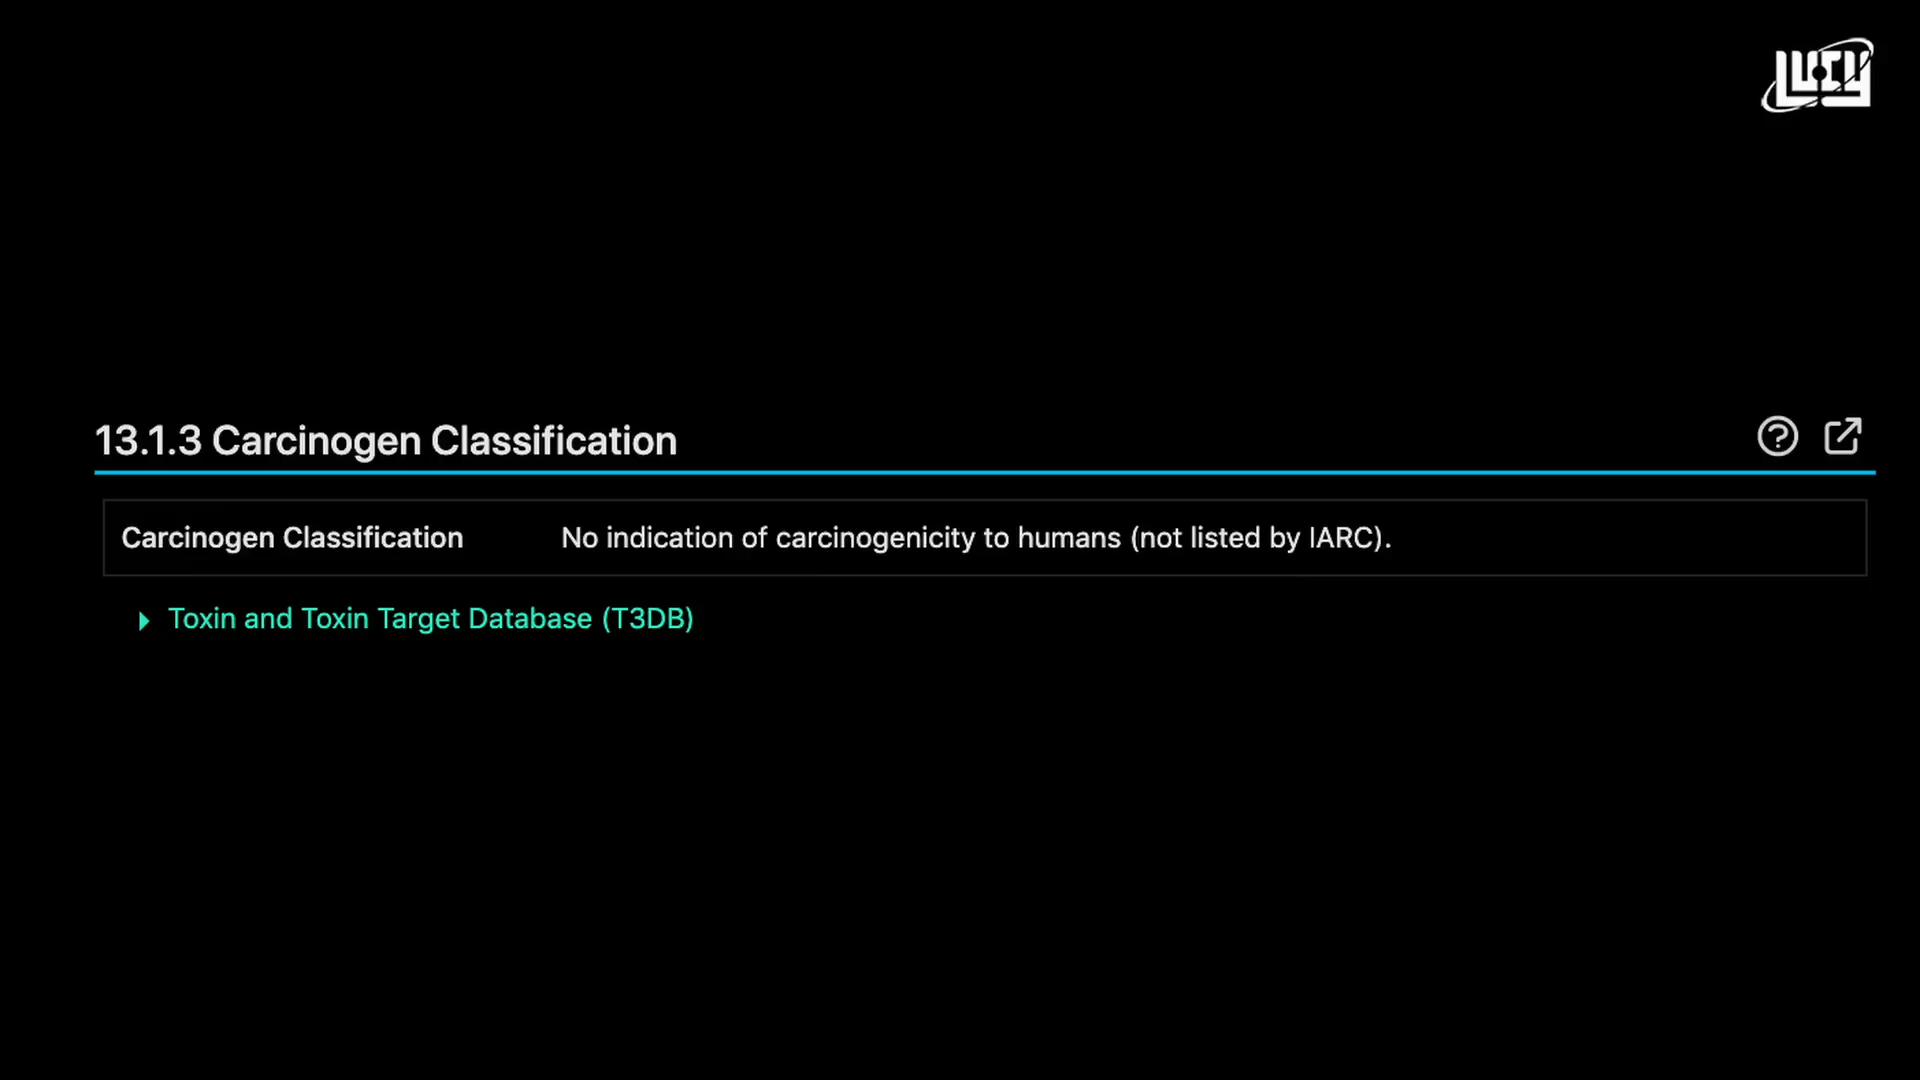 LUCY
13.1.3 Carcinogen Classification
Carcinogen Classification No indication of carcinogenicity to humans (not listed by IARC).
Toxin and Toxin Target Database (T3DB)